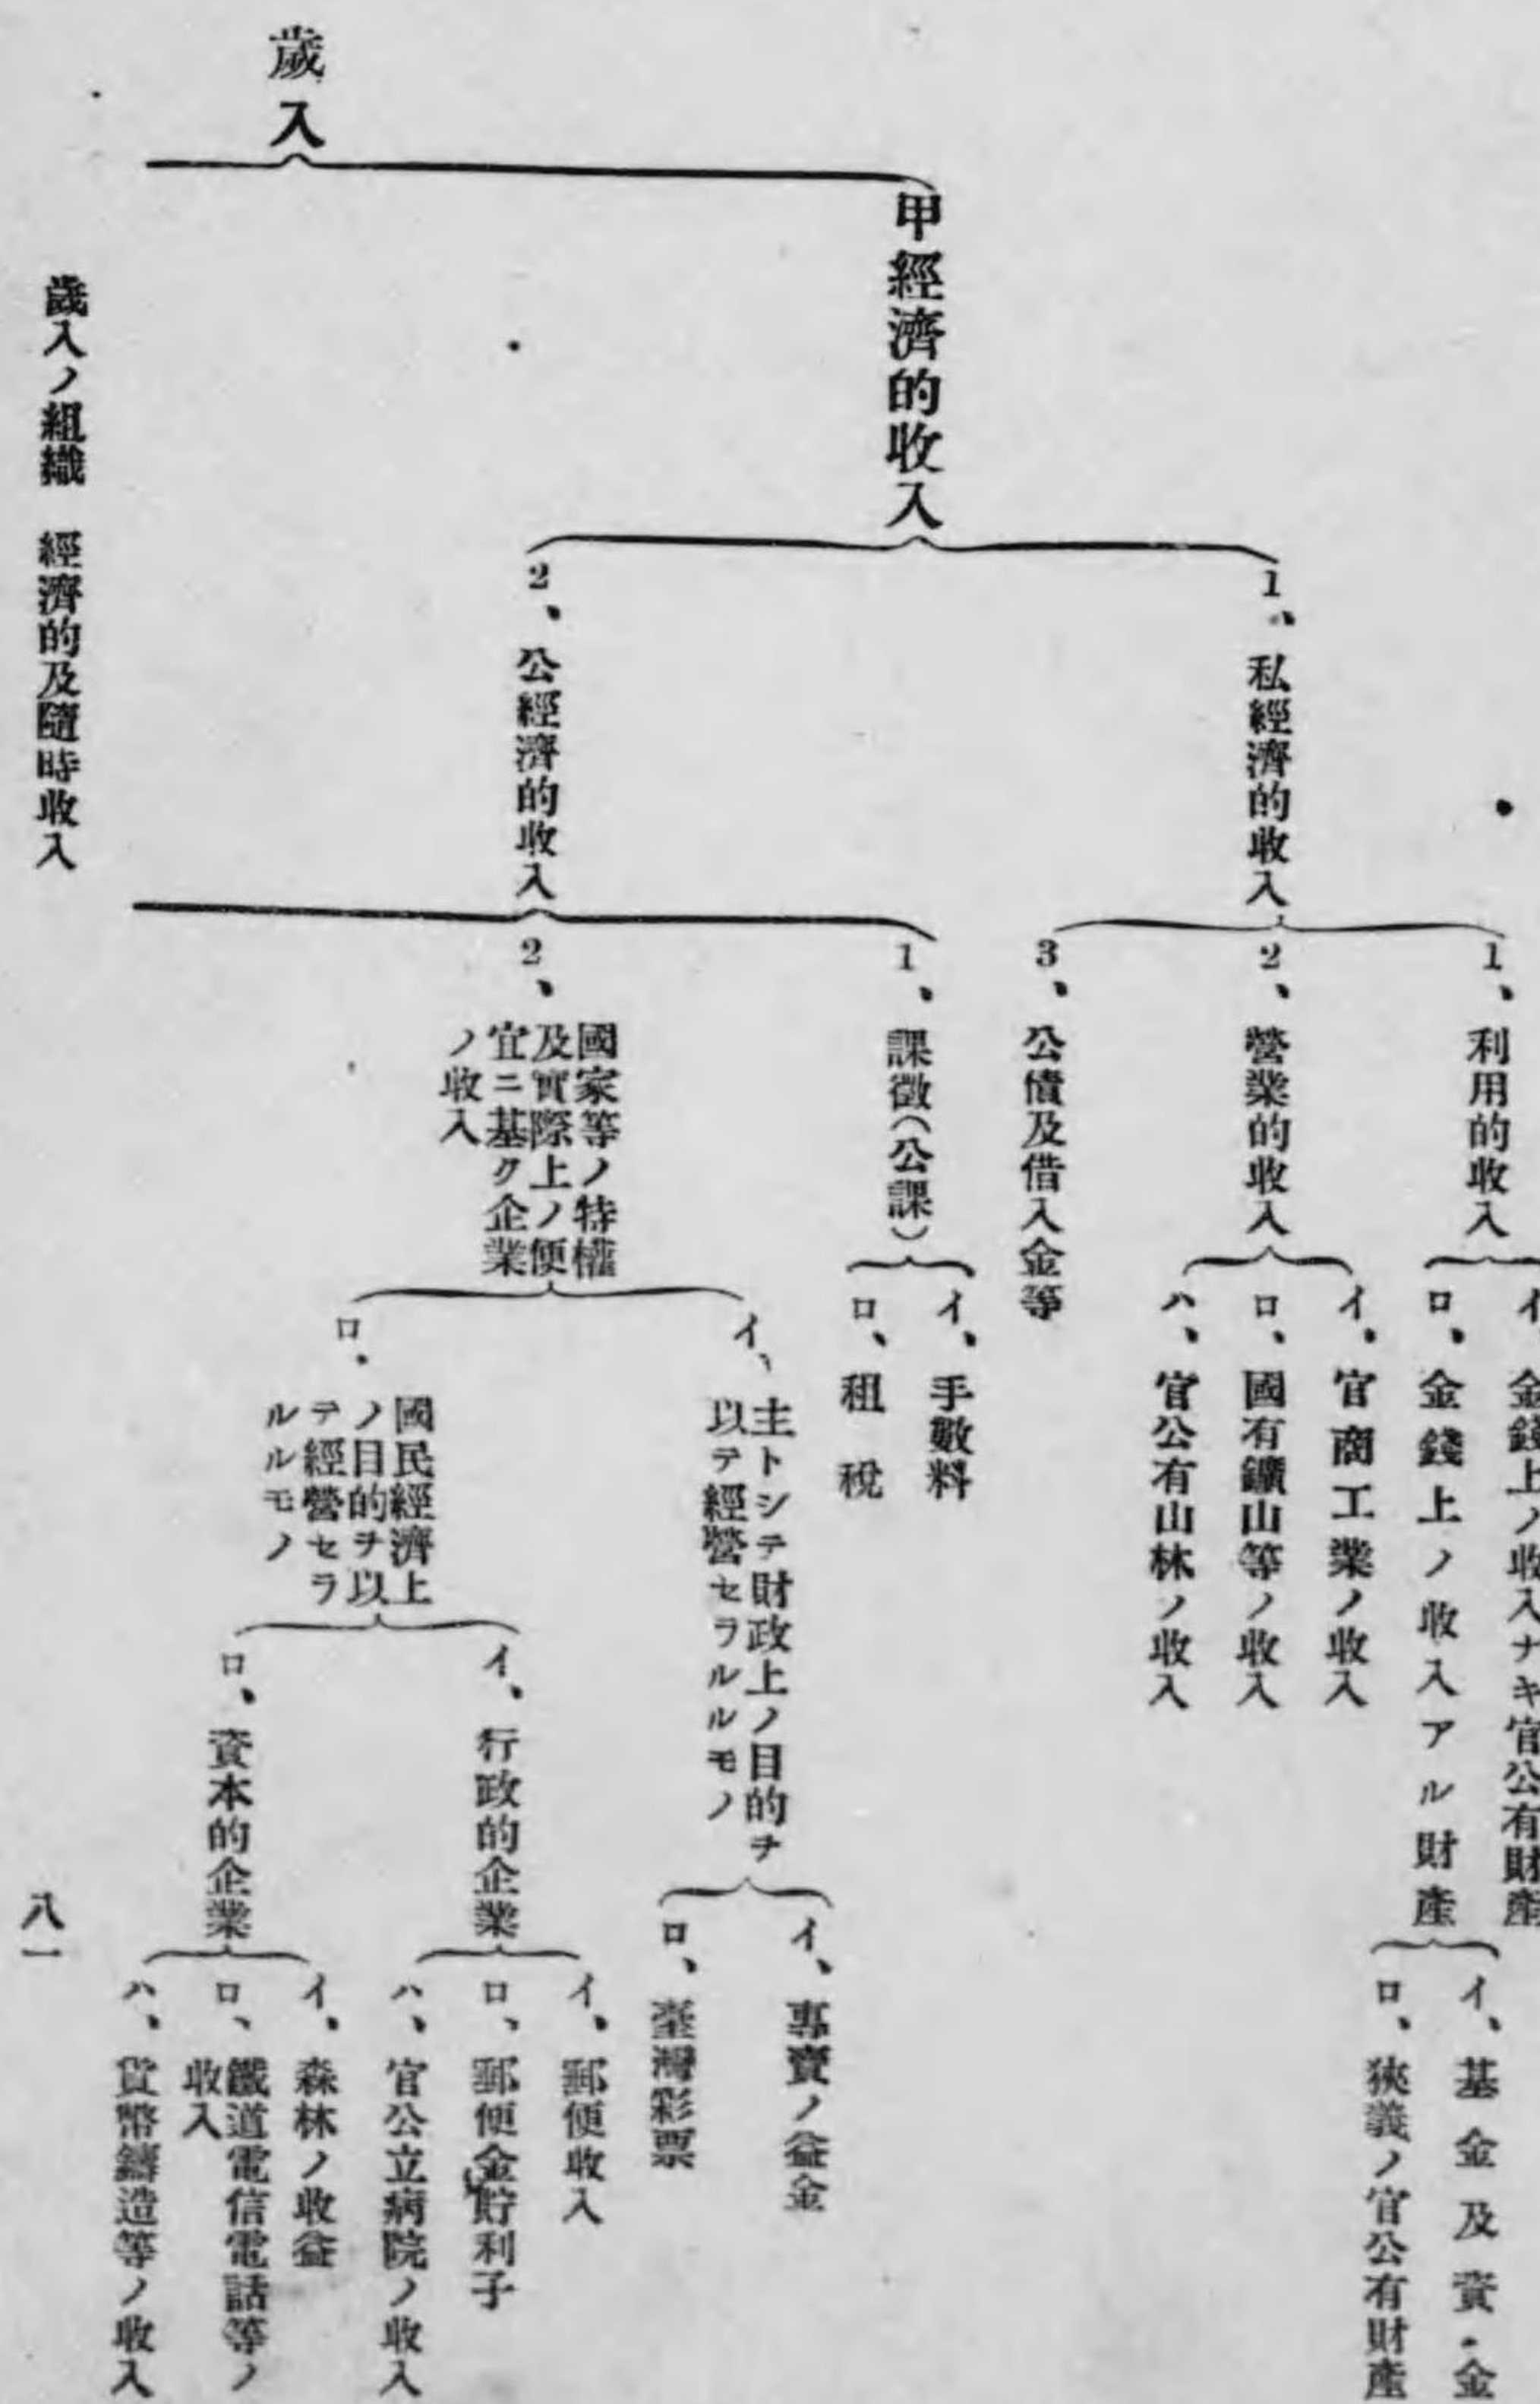 歲入
甲經濟的收入
1、私經濟的收入
1、利用的收入
イ、金錢上ノ收入ナキ官公有財產
ロ、金錢上ノ收入アル財產
イ、基金及資金
ロ、狹義ノ官公有財產
2、營業的收入
イ、官商工業ノ收入
ロ、國有鑛山等ノ收入
ハ、官公有山林ノ收入
3、公債及借入金等
2、公經濟的收入
1、課徵(公課)
イ、手數料
ロ、租稅
2、國家等ノ特權
及實際上ノ便
宜ニ基ク企業
ノ收入
イ、主トシテ財政上ノ目的ヲ
以テ經營セラルルモノ
イ、專賣ノ益金
ロ、臺灣彩票
ロ、國民經濟上
ノ目的ヲ以
テ經營セラ
ルルモノ
イ、行政的企業
イ、郵便收入
ロ、郵便金貯利子
ハ、官公立病院ノ收入
ロ、資本的企業
イ、森林ノ收益
ロ、鐵道電信電話等ノ
收入
ハ、貨幣鑄造等ノ收入
歲入ノ組織 經濟的及隨時收入
八一